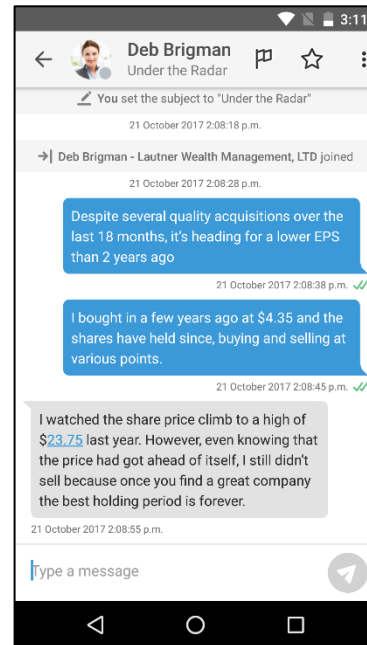 3:11
Deb Brigman
Under the Radar
You set the subject to "Under the Radar"
21 October 2017 2:08:18 p.m.
Deb Brigman - Lautner Wealth Management, LTD joined
21 October 2017 2:08:28 p.m.
Despite several quality acquisitions over the
last 18 months, it's heading for a lower EPS
than 2 years ago
21 October 2017 2:08:38 p.m.
I bought in a few years ago at $4.35 and the
shares have held since, buying and selling at
various points.
21 October 2017 2:08:45 p.m.
I watched the share price climb to a high of
$23.75 last year. However, even knowing that
the price had got ahead of itself, I still didn't
sell because once you find a great company
the best holding period is forever.
21 October 2017 2:08:55 p.m.
Type a message